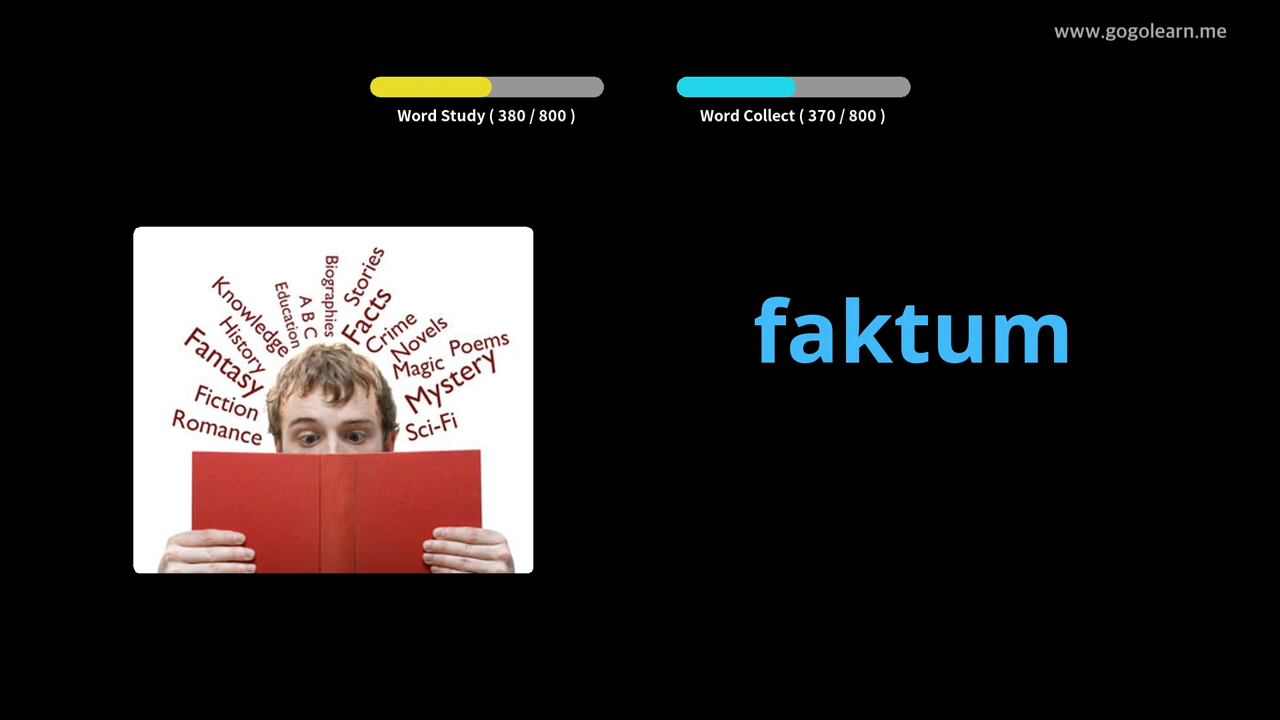 www.gogolearn.me
Word Study ( 380 / 800 )
Word Collect ( 370 / 800 )
Biographies
Stories
Education
A B C
Facts
Knowledge
Crime
History
Novels
Fantasy
Magic
Poems
Mystery
Fiction
Romance
Sci-Fi
faktum